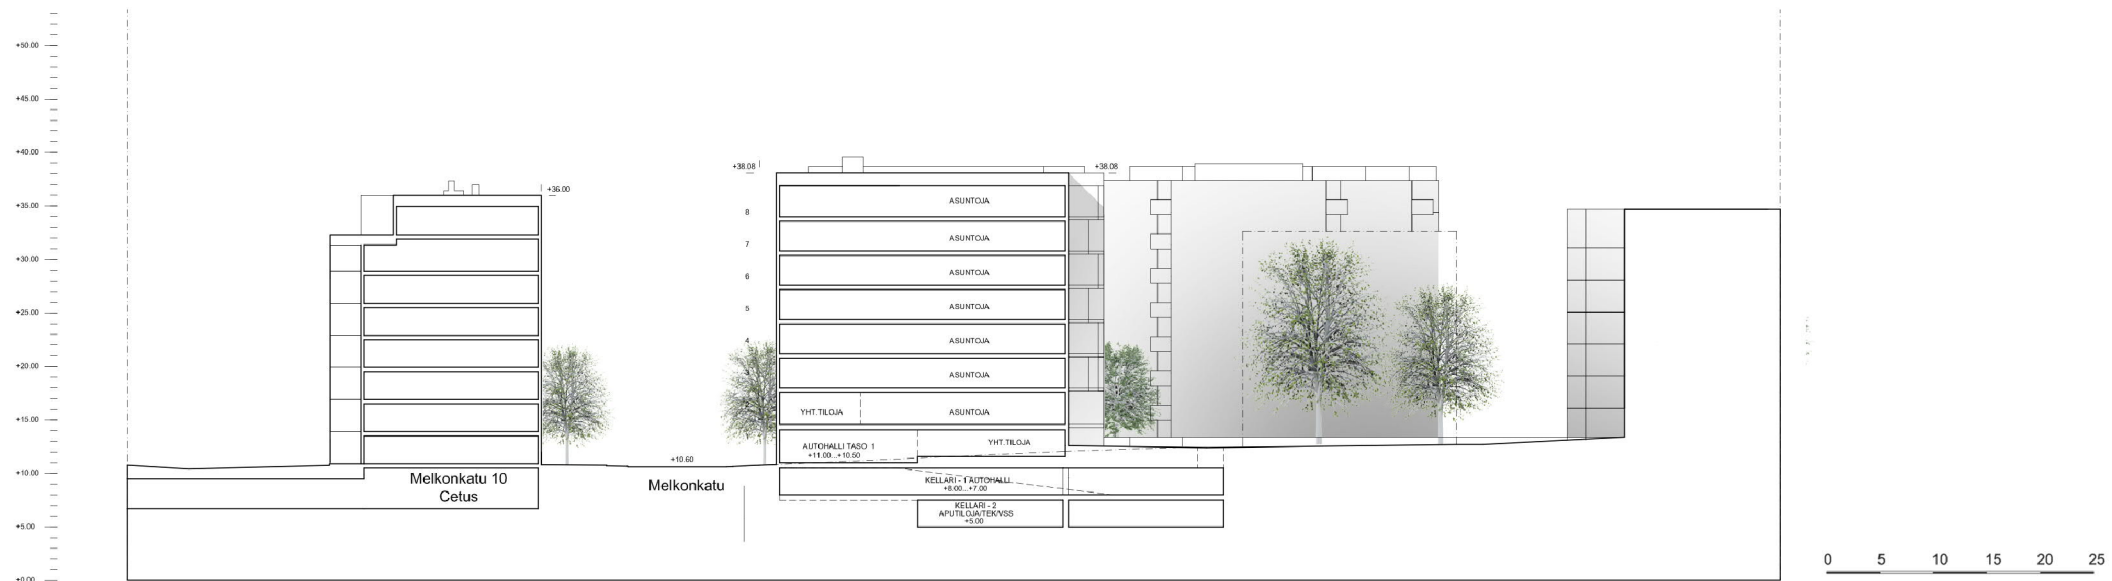 +50.00
+45.00
+40.00
+35.00
+30.00
+25.00
+20.00
+15.00
+10.00
+5.00
+0.00
+36.00
Melkonkatu 10
Cetus
+10.60
Melkonkatu
+38.08
+38.08
8
7
6
5
4
3
ASUNTOJA
ASUNTOJA
ASUNTOJA
ASUNTOJA
ASUNTOJA
ASUNTOJA
YHT.TILOJA
ASUNTOJA
AUTOHALLI TASO 1
+11.00...+10.50
YHT.TILOJA
KELLARI - 1 AUTOHALLI
+8.00...+7.00
KELLARI - 2
APUTILOJA/TEK/VSS
+5.00
0 5 10 15 20 25